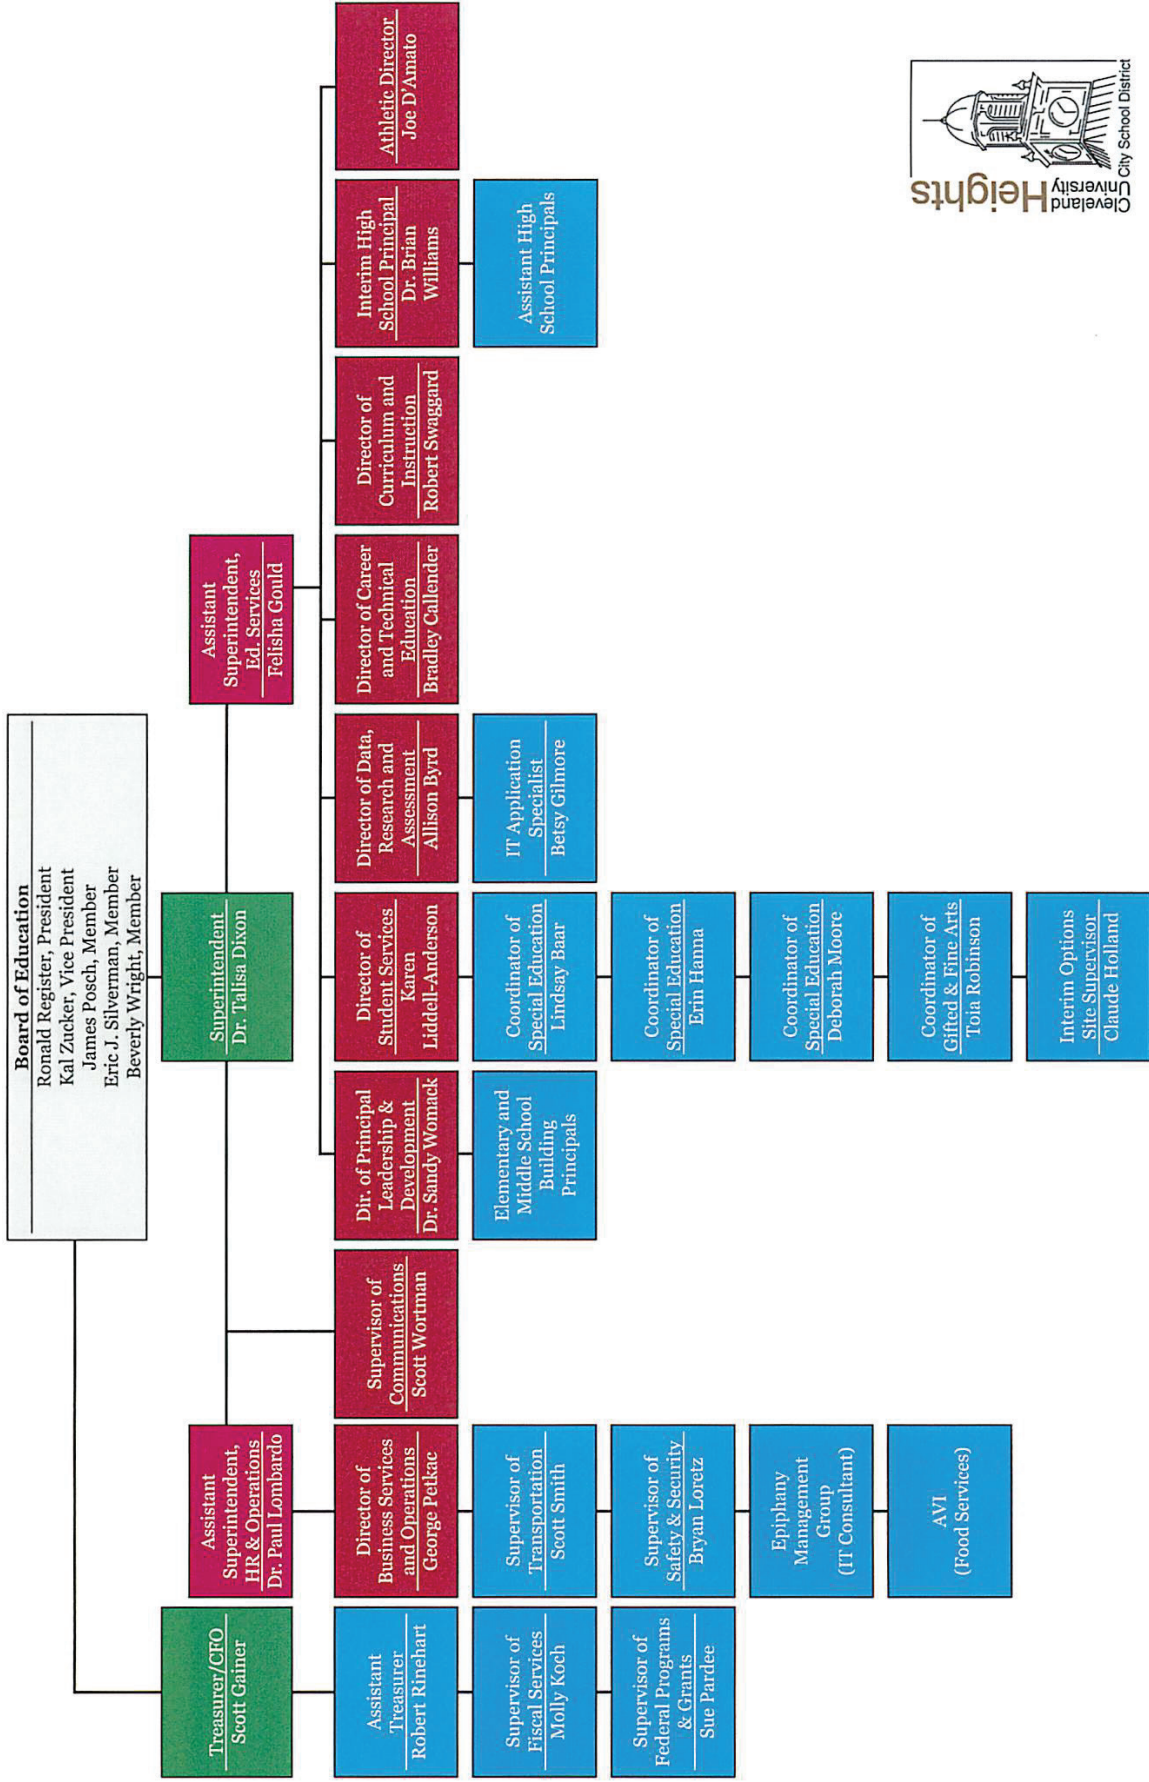 Board of Education
Ronald Register, President
Kal Zucker, Vice President
James Posch, Member
Eric J. Silverman, Member
Beverly Wright, Member
Treasurer/CFO
Scott Gainer
Superintendent
Dr. Talisa Dixon
Assistant
Superintendent,
HR & Operations
Dr. Paul Lombardo
Assistant
Superintendent,
Ed. Services
Felisha Gould
Assistant
Treasurer
Robert Rinehart
Supervisor of
Fiscal Services
Molly Koch
Supervisor of
Federal Programs
& Grants
Sue Pardee
Director of
Business Services
and Operations
George Petkac
Supervisor of
Transportation
Scott Smith
Supervisor of
Safety & Security
Bryan Loretz
Epiphany
Management
Group
(IT Consultant)
AVI
(Food Services)
Supervisor of
Communications
Scott Wortman
Dir. of Principal
Leadership &
Development
Dr. Sandy Womack
Elementary and
Middle School
Building
Principals
Director of
Student Services
Karen
Liddell-Anderson
Coordinator of
Special Education
Lindsay Baar
Coordinator of
Special Education
Erin Hanna
Coordinator of
Special Education
Deborah Moore
Coordinator of
Gifted & Fine Arts
Toia Robinson
Interim Options
Site Supervisor
Claude Holland
Director of Data,
Research and
Assessment
Allison Byrd
IT Application
Specialist
Betsy Gilmore
Director of Career
and Technical
Education
Bradley Callender
Director of
Curriculum and
Instruction
Robert Swaggard
Interim High
School Principal
Dr. Brian
Williams
Assistant High
School Principals
Athletic Director
Joe D'Amato
Cleveland
University
Heights
City School District